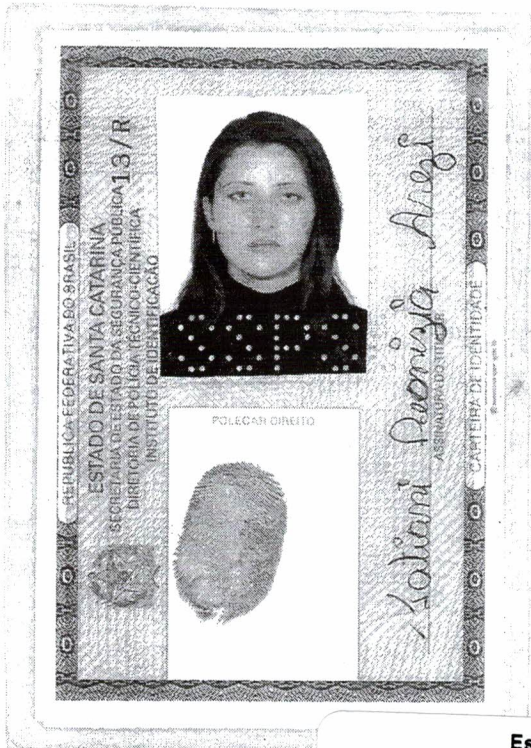 REPÚBLICA FEDERATIVA DO BRASIL
ESTADO DE SANTA CATARINA
SECRETARIA DE ESTADO DA SEGURANÇA PÚBLICA 13/R
DIRETORIA DE POLÍCIA TÉCNICO-CIENTÍFICA
INSTITUTO DE IDENTIFICAÇÃO
POLEGAR DIREITO
ASSINATURA DO TITULAR
CARTEIRA DE IDENTIDADE
Es